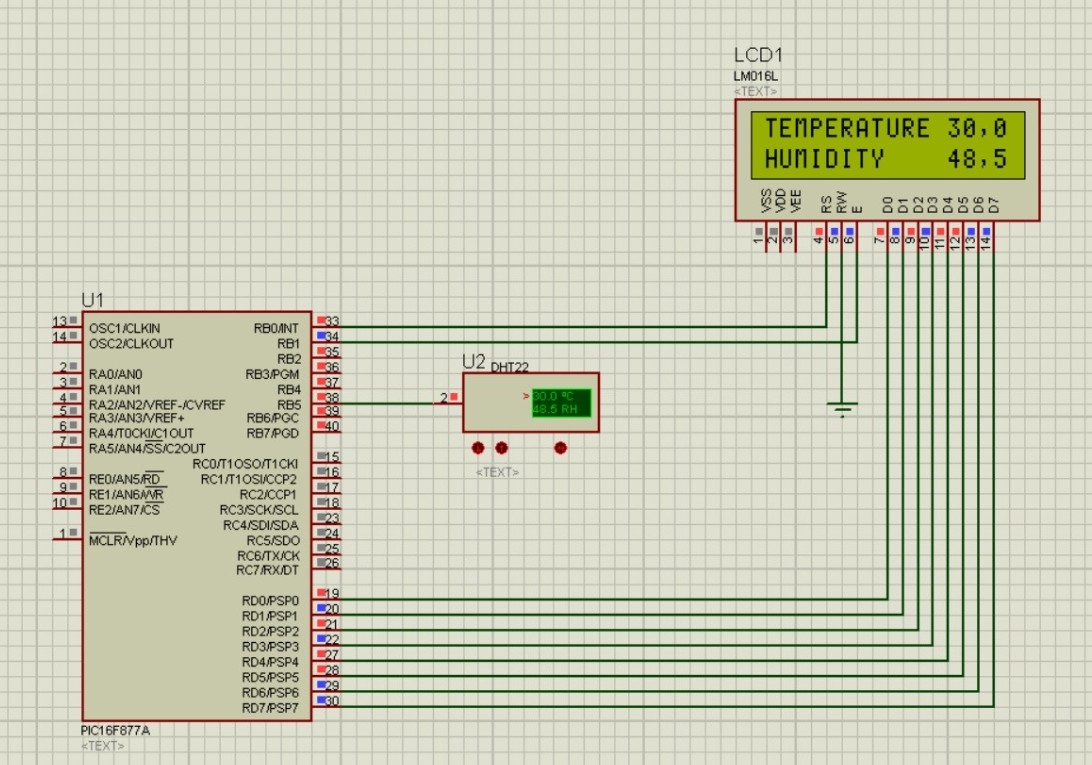 LCD1
LM016L
<TEXT>
TEMPERATURE 30,0
HUMIDITY 48,5
VSS VDD VEE RS RW E D0 D1 D2 D3 D4 D5 D6 D7
1 2 3 4 5 6 7 8 9 10 11 12 13 14
U1
13 OSC1/CLKIN RB0/INT 33
14 OSC2/CLKOUT RB1 34
RB2 35
2 RA0/AN0 RB3/PGM 36
3 RA1/AN1 RB4 37
4 RA2/AN2/VREF-/CVREF RB5 38
5 RA3/AN3/VREF+ RB6/PGC 39
6 RA4/T0CKI/C1OUT RB7/PGD 40
7 RA5/AN4/SS/C2OUT
RC0/T1OSO/T1CKI 15
8 RE0/AN5/RD RC1/T1OSI/CCP2 16
9 RE1/AN6/WR RC2/CCP1 17
10 RE2/AN7/CS RC3/SCK/SCL 18
RC4/SDI/SDA 23
1 MCLR/Vpp/THV RC5/SDO 24
RC6/TX/CK 25
RC7/RX/DT 26
RD0/PSP0 19
RD1/PSP1 20
RD2/PSP2 21
RD3/PSP3 22
RD4/PSP4 27
RD5/PSP5 28
RD6/PSP6 29
RD7/PSP7 30
PIC16F877A
<TEXT>
U2 DHT22
2 >30.0 ºC
48.5 RH
<TEXT>